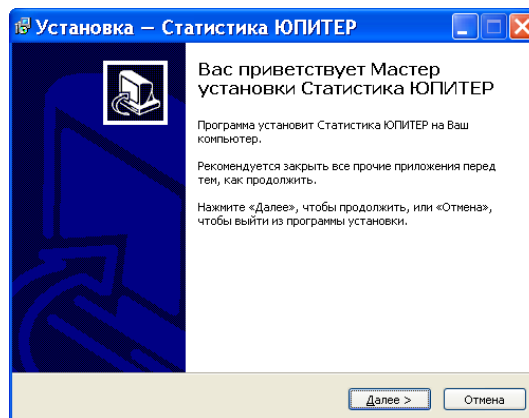 Установка — Статистика ЮПИТЕР
Вас приветствует Мастер
установки Статистика ЮПИТЕР
Программа установит Статистика ЮПИТЕР на Ваш
компьютер.
Рекомендуется закрыть все прочие приложения перед
тем, как продолжить.
Нажмите «Далее», чтобы продолжить, или «Отмена»,
чтобы выйти из программы установки.
Далее >
Отмена